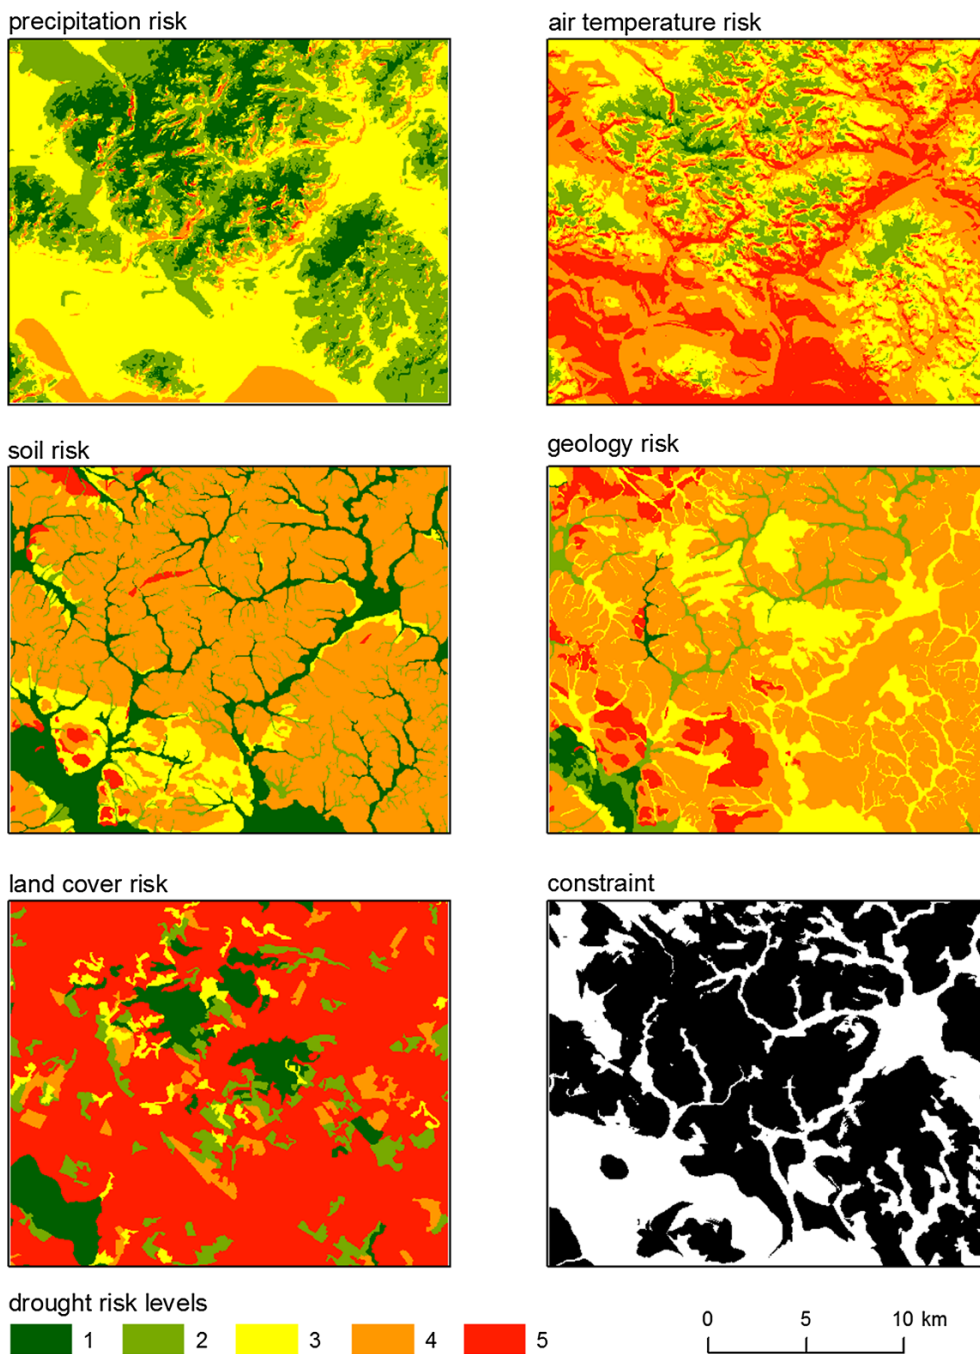 precipitation risk
air temperature risk
soil risk
geology risk
land cover risk
constraint
drought risk levels
1 2 3 4 5
0 5 10 km